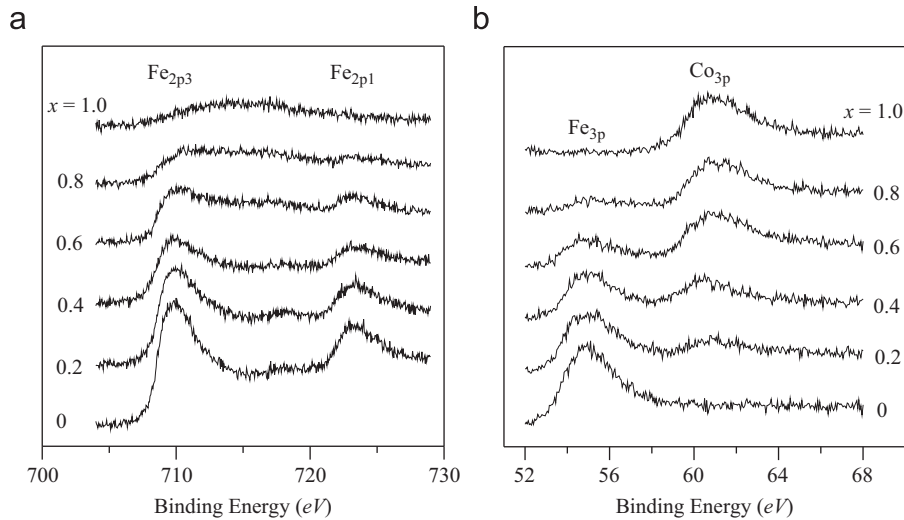 a
Fe2p3
Fe2p1
x = 1.0
0.8
0.6
0.4
0.2
0
700
710
720
730
Binding Energy (eV)
b
Co3p
Fe3p
x = 1.0
0.8
0.6
0.4
0.2
0
52
56
60
64
68
Binding Energy (eV)